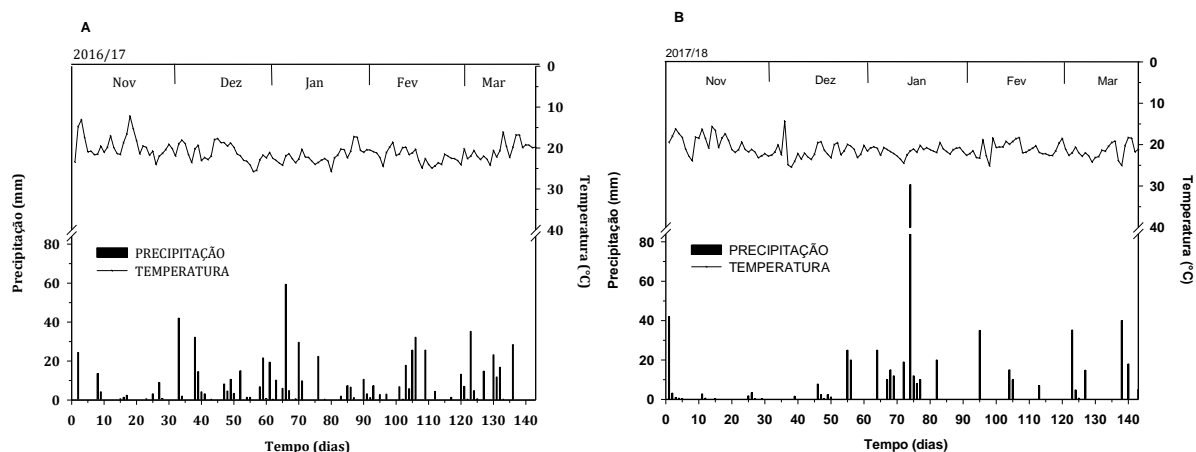 A
2016/17
Nov Dez Jan Fev Mar
0
10
20
30
40
Temperatura (°C)
80
60
40
20
0
Precipitação (mm)
PRECIPITAÇÃO
TEMPERATURA
0 10 20 30 40 50 60 70 80 90 100 110 120 130 140
Tempo (dias)
B
2017/18
Nov Dez Jan Fev Mar
0
10
20
30
40
Temperatura (°C)
80
60
40
20
0
Precipitação (mm)
PRECIPITAÇÃO
TEMPERATURA
0 10 20 30 40 50 60 70 80 90 100 110 120 130 140
Tempo (dias)